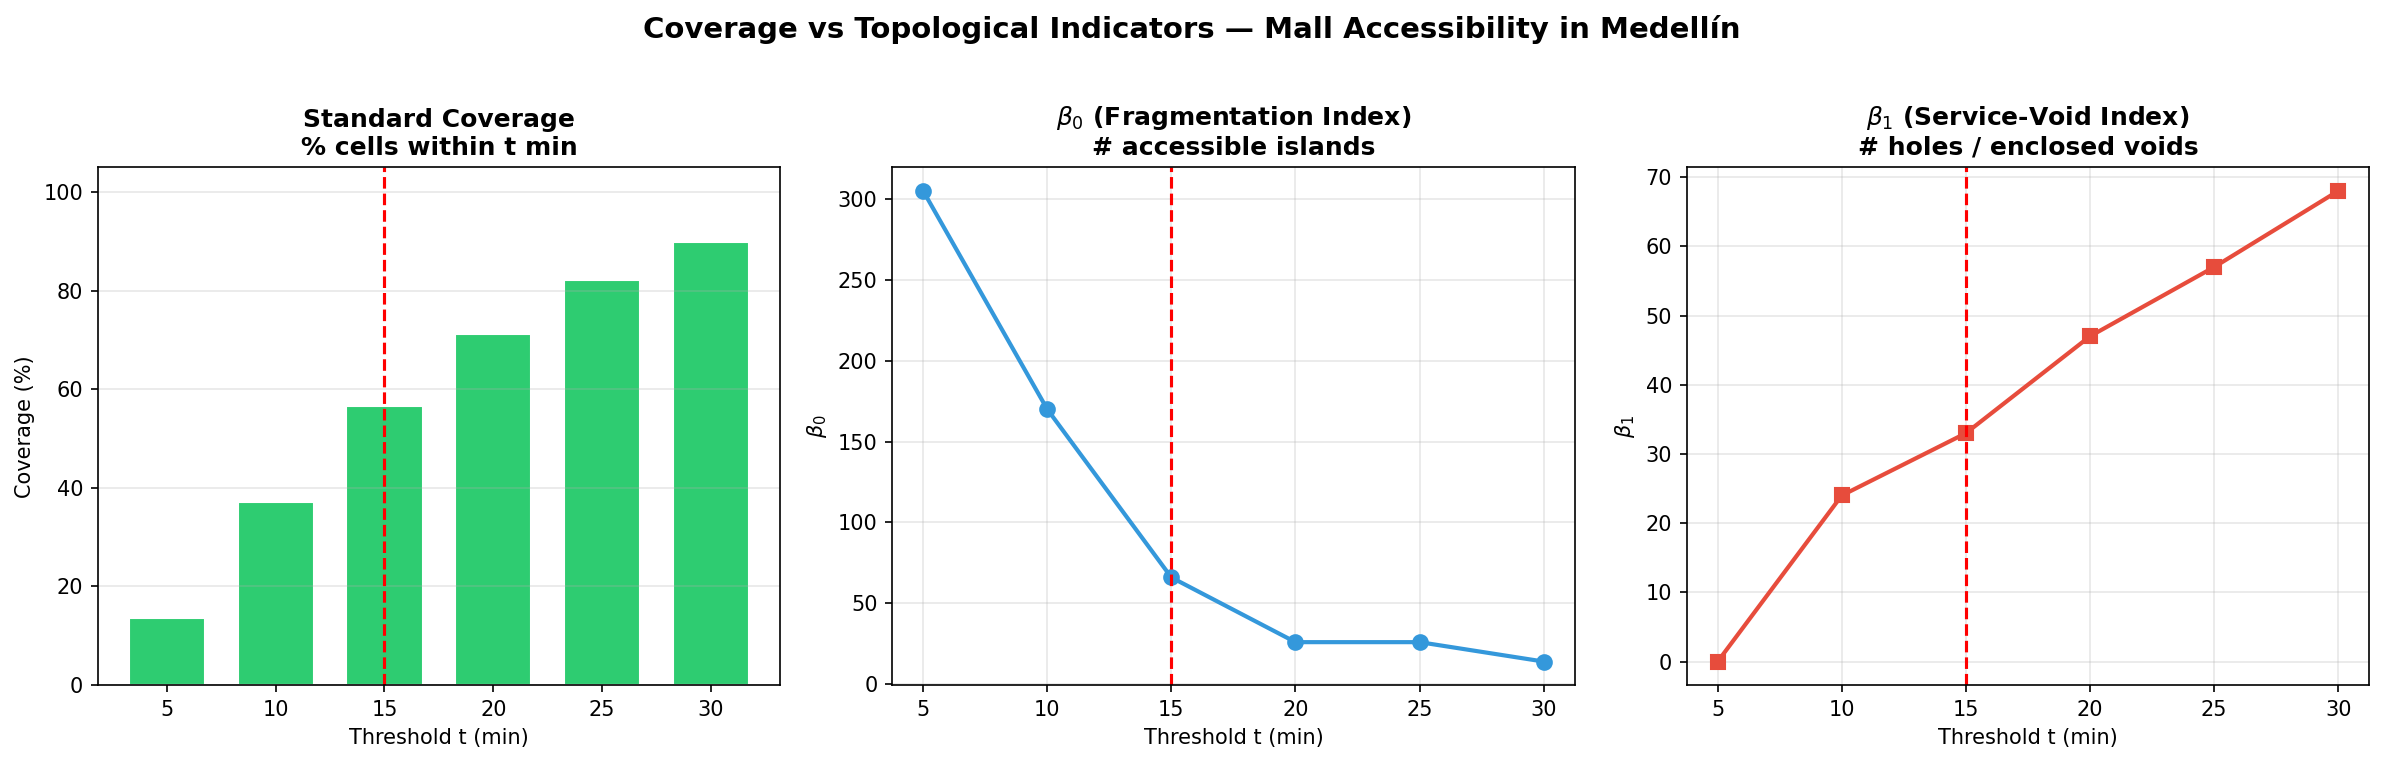 Coverage vs Topological Indicators — Mall Accessibility in Medellín
Standard Coverage
% cells within t min
Coverage (%)
100
80
60
40
20
0
5 10 15 20 25 30
Threshold t (min)
β₀ (Fragmentation Index)
# accessible islands
β₀
300
250
200
150
100
50
0
5 10 15 20 25 30
Threshold t (min)
β₁ (Service-Void Index)
# holes / enclosed voids
β₁
70
60
50
40
30
20
10
0
5 10 15 20 25 30
Threshold t (min)